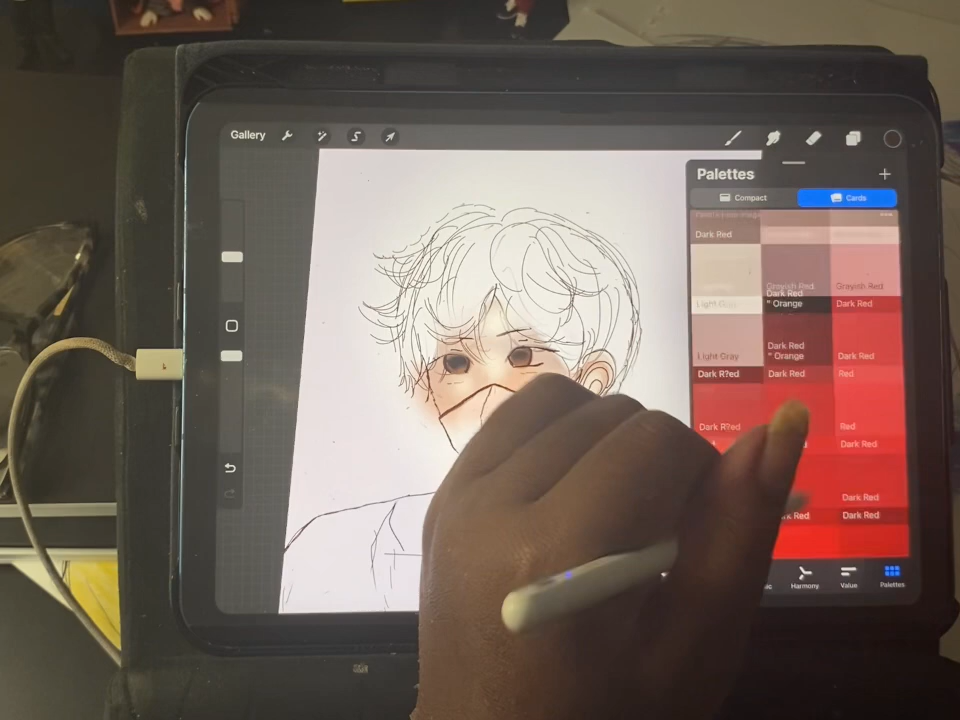 Gallery
Palettes
Compact
Cards
Dark Red
Grayish Red
Grayish Red
Dark Red
Light Gray
" Orange
Dark Red
Dark Red
Light Gray
" Orange
Dark Red
Dark R?ed
Dark Red
Red
Dark R?ed
Red
Dark Red
Dark Red
Dark Red
Harmony
Value
Palettes